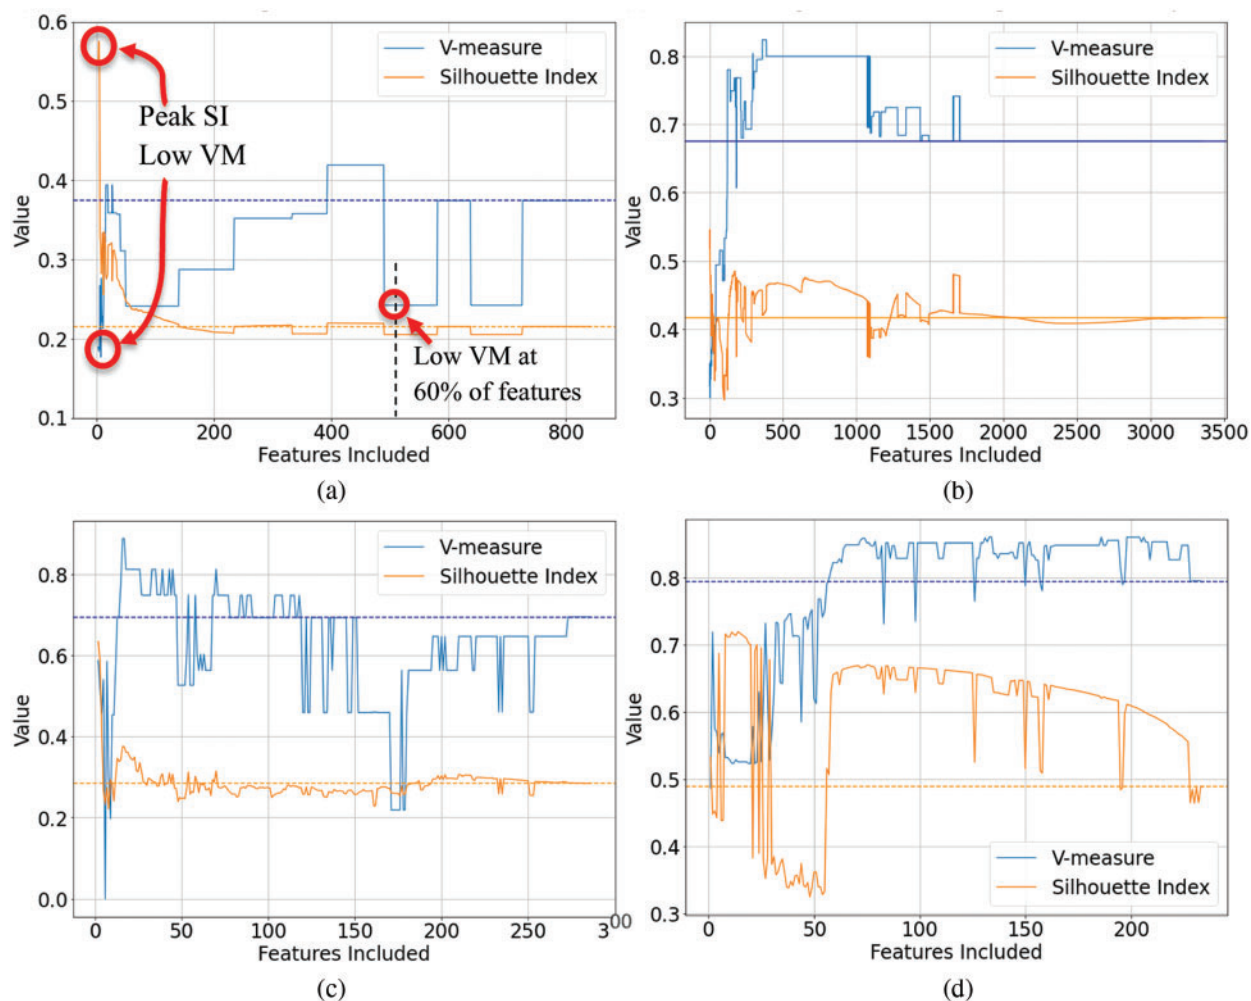 0.6
0.5
0.4
0.3
0.2
0.1
Value
V-measure
Silhouette Index
Peak SI
Low VM
Low VM at
60% of features
0
200
400
600
800
Features Included
(a)
0.8
0.7
0.6
0.5
0.4
0.3
Value
V-measure
Silhouette Index
0
500
1000
1500
2000
2500
3000
3500
Features Included
(b)
0.8
0.6
0.4
0.2
0.0
Value
V-measure
Silhouette Index
0
50
100
150
200
250
3
00
Features Included
(c)
0.8
0.7
0.6
0.5
0.4
0.3
Value
V-measure
Silhouette Index
0
50
100
150
200
Features Included
(d)